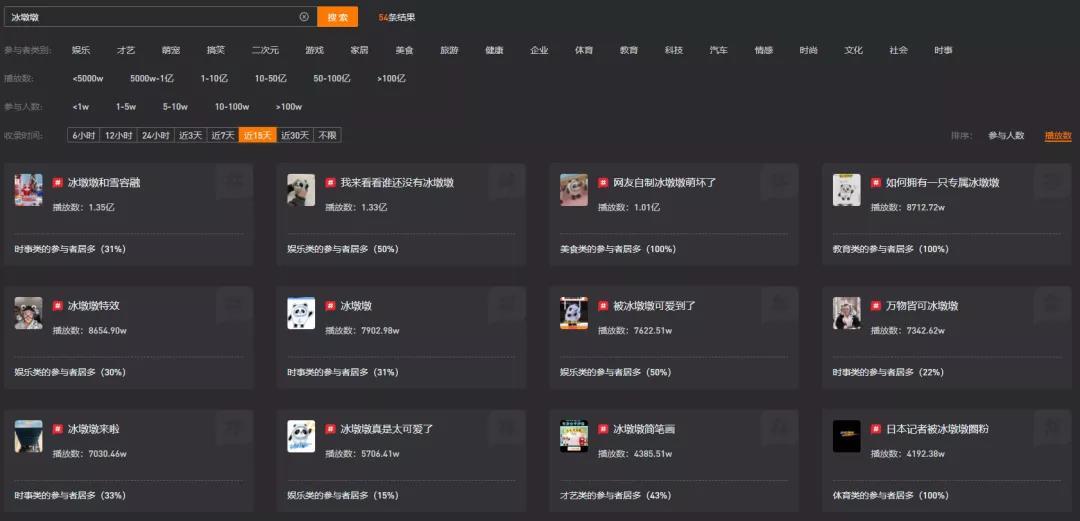 冰墩墩 搜索 54条结果
参与者类别: 娱乐 才艺 萌宠 搞笑 二次元 游戏 家居 美食 旅游 健康 企业 体育 教育 科技 汽车 情感 时尚 文化 社会 时事
播放数: <5000w 5000w-1亿 1-10亿 10-50亿 50-100亿 >100亿
参与人数: <1w 1-5w 5-10w 10-100w >100w
收录时间: 6小时 12小时 24小时 近3天 近7天 近15天 近30天 不限 排序: 参与人数 播放数
# 冰墩墩和雪容融
播放数: 1.35亿
时事类的参与者居多 (31%)
# 我来看看谁还没有冰墩墩
播放数: 1.33亿
娱乐类的参与者居多 (50%)
# 网友自制冰墩墩萌坏了
播放数: 1.01亿
美食类的参与者居多 (100%)
# 如何拥有一只专属冰墩墩
播放数: 8712.72w
教育类的参与者居多 (100%)
# 冰墩墩特效
播放数: 8654.90w
娱乐类的参与者居多 (30%)
# 冰墩墩
播放数: 7902.98w
时事类的参与者居多 (31%)
# 被冰墩墩可爱到了
播放数: 7622.51w
娱乐类的参与者居多 (50%)
# 万物皆可冰墩墩
播放数: 7342.62w
时事类的参与者居多 (22%)
# 冰墩墩来啦
播放数: 7030.46w
时事类的参与者居多 (33%)
# 冰墩墩真是太可爱了
播放数: 5706.41w
娱乐类的参与者居多 (15%)
# 冰墩墩简笔画
播放数: 4385.51w
才艺类的参与者居多 (43%)
# 日本记者被冰墩墩圈粉
播放数: 4192.38w
体育类的参与者居多 (100%)